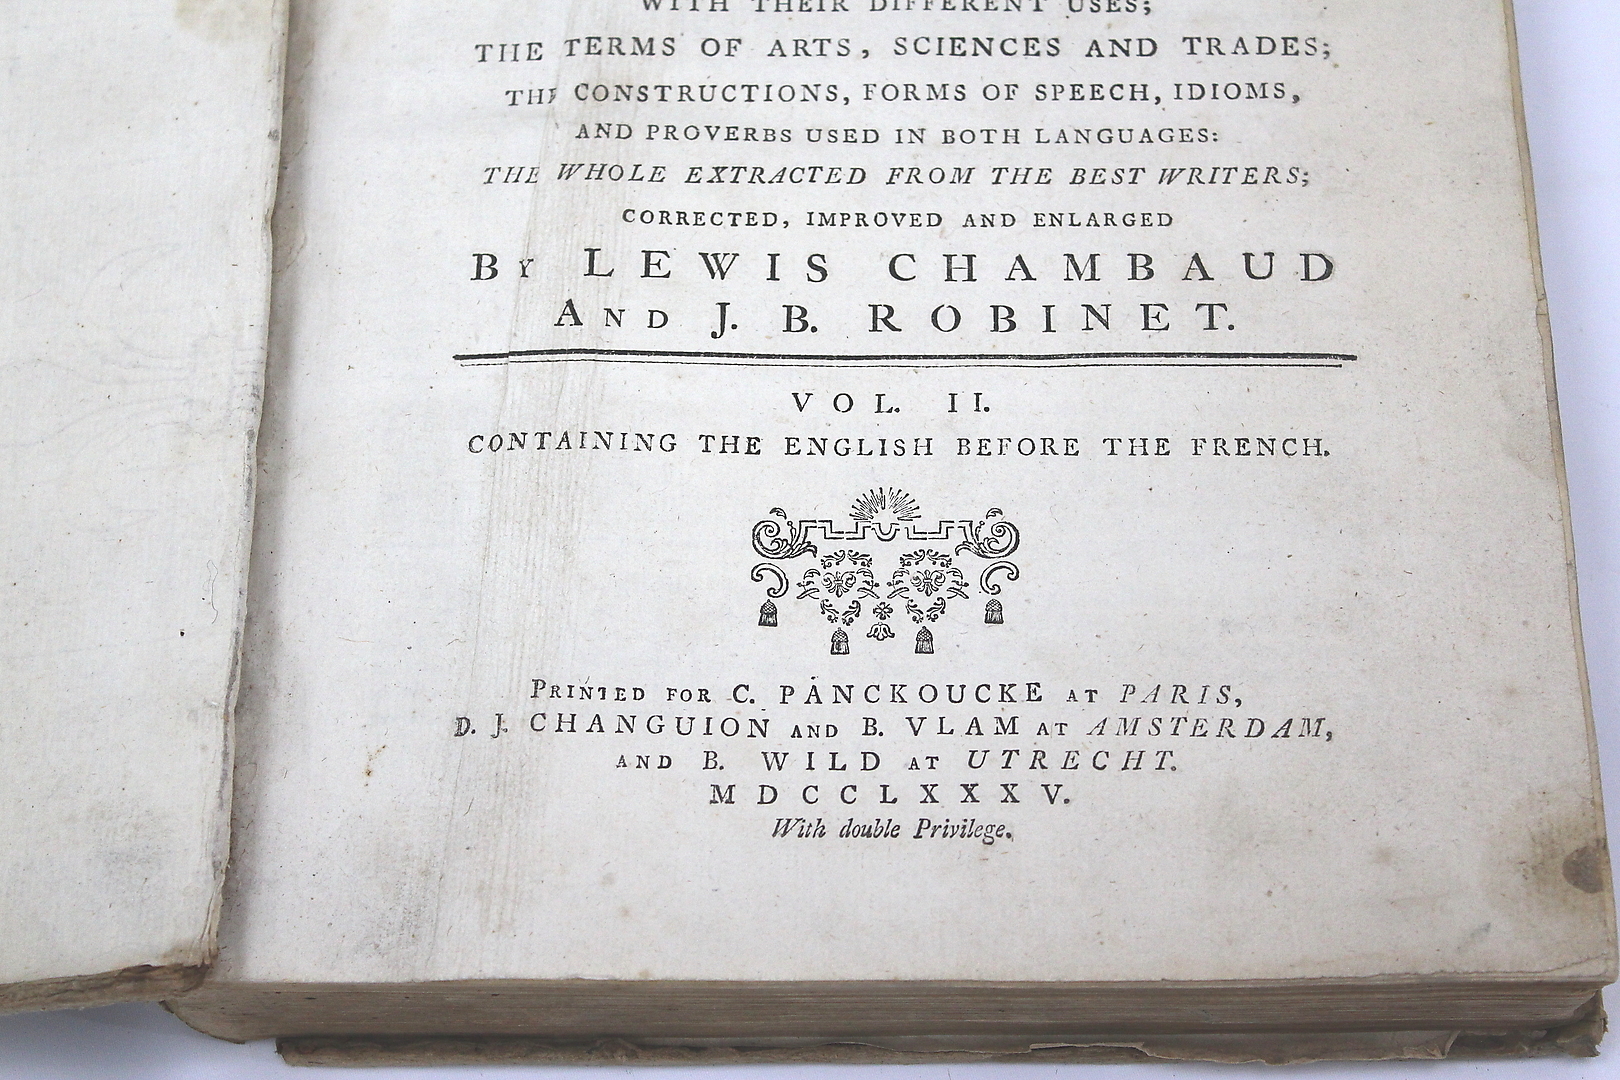 WITH THEIR DIFFERENT USES;
THE TERMS OF ARTS, SCIENCES AND TRADES;
THE CONSTRUCTIONS, FORMS OF SPEECH, IDIOMS,
AND PROVERBS USED IN BOTH LANGUAGES:
THE WHOLE EXTRACTED FROM THE BEST WRITERS;
CORRECTED, IMPROVED AND ENLARGED
BY LEWIS CHAMBAUD
AND J. B. ROBINET.
VOL. II.
CONTAINING THE ENGLISH BEFORE THE FRENCH.
PRINTED FOR C. PANCKOUCKE AT PARIS,
D. J. CHANGUION AND B. VLAM AT AMSTERDAM,
AND B. WILD AT UTRECHT.
MDCCLXXXV.
With double Privilege.